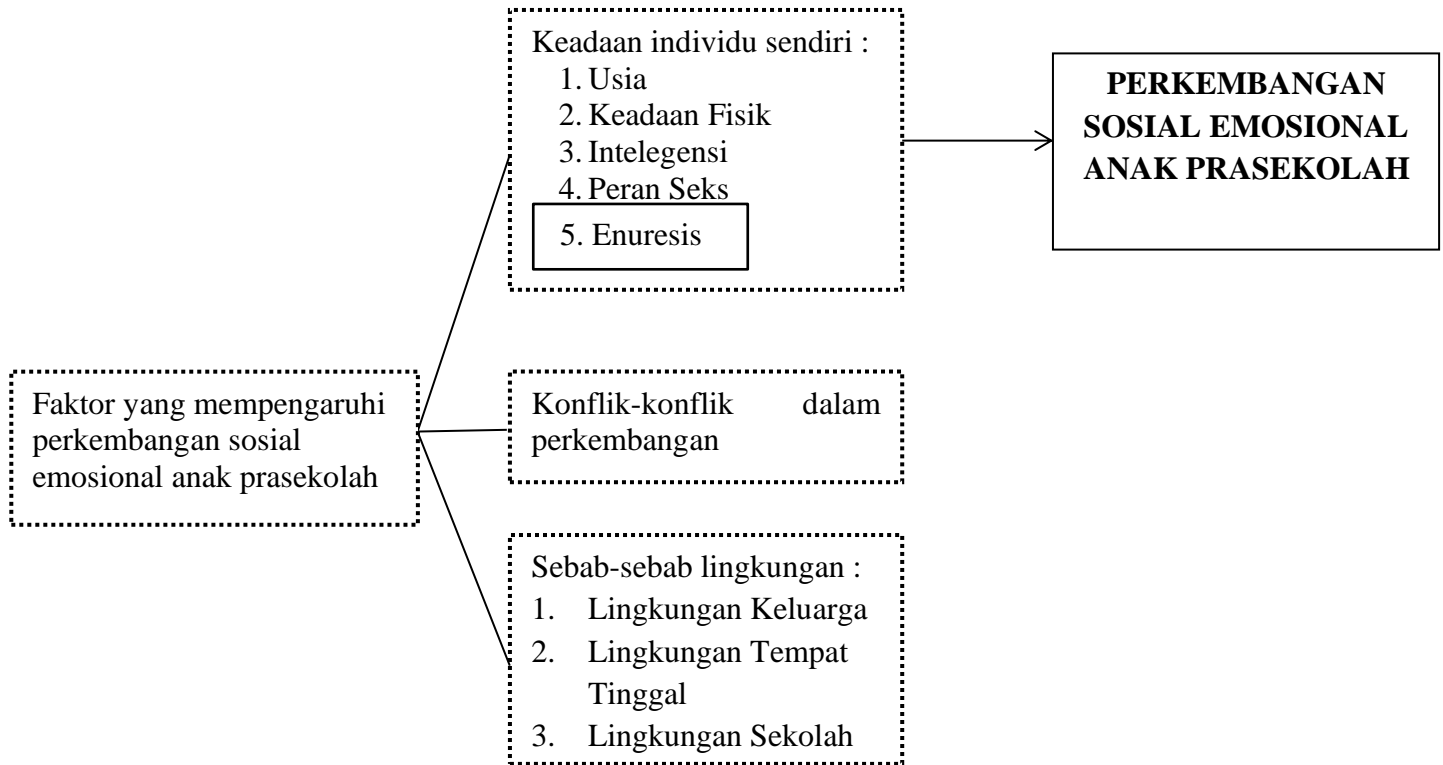 Keadaan individu sendiri :
1. Usia
2. Keadaan Fisik
3. Intelegensi
4. Peran Seks
5. Enuresis
PERKEMBANGAN
SOSIAL EMOSIONAL
ANAK PRASEKOLAH
Faktor yang mempengaruhi
perkembangan sosial
emosional anak prasekolah
Konflik-konflik dalam
perkembangan
Sebab-sebab lingkungan :
1. Lingkungan Keluarga
2. Lingkungan Tempat
Tinggal
3. Lingkungan Sekolah